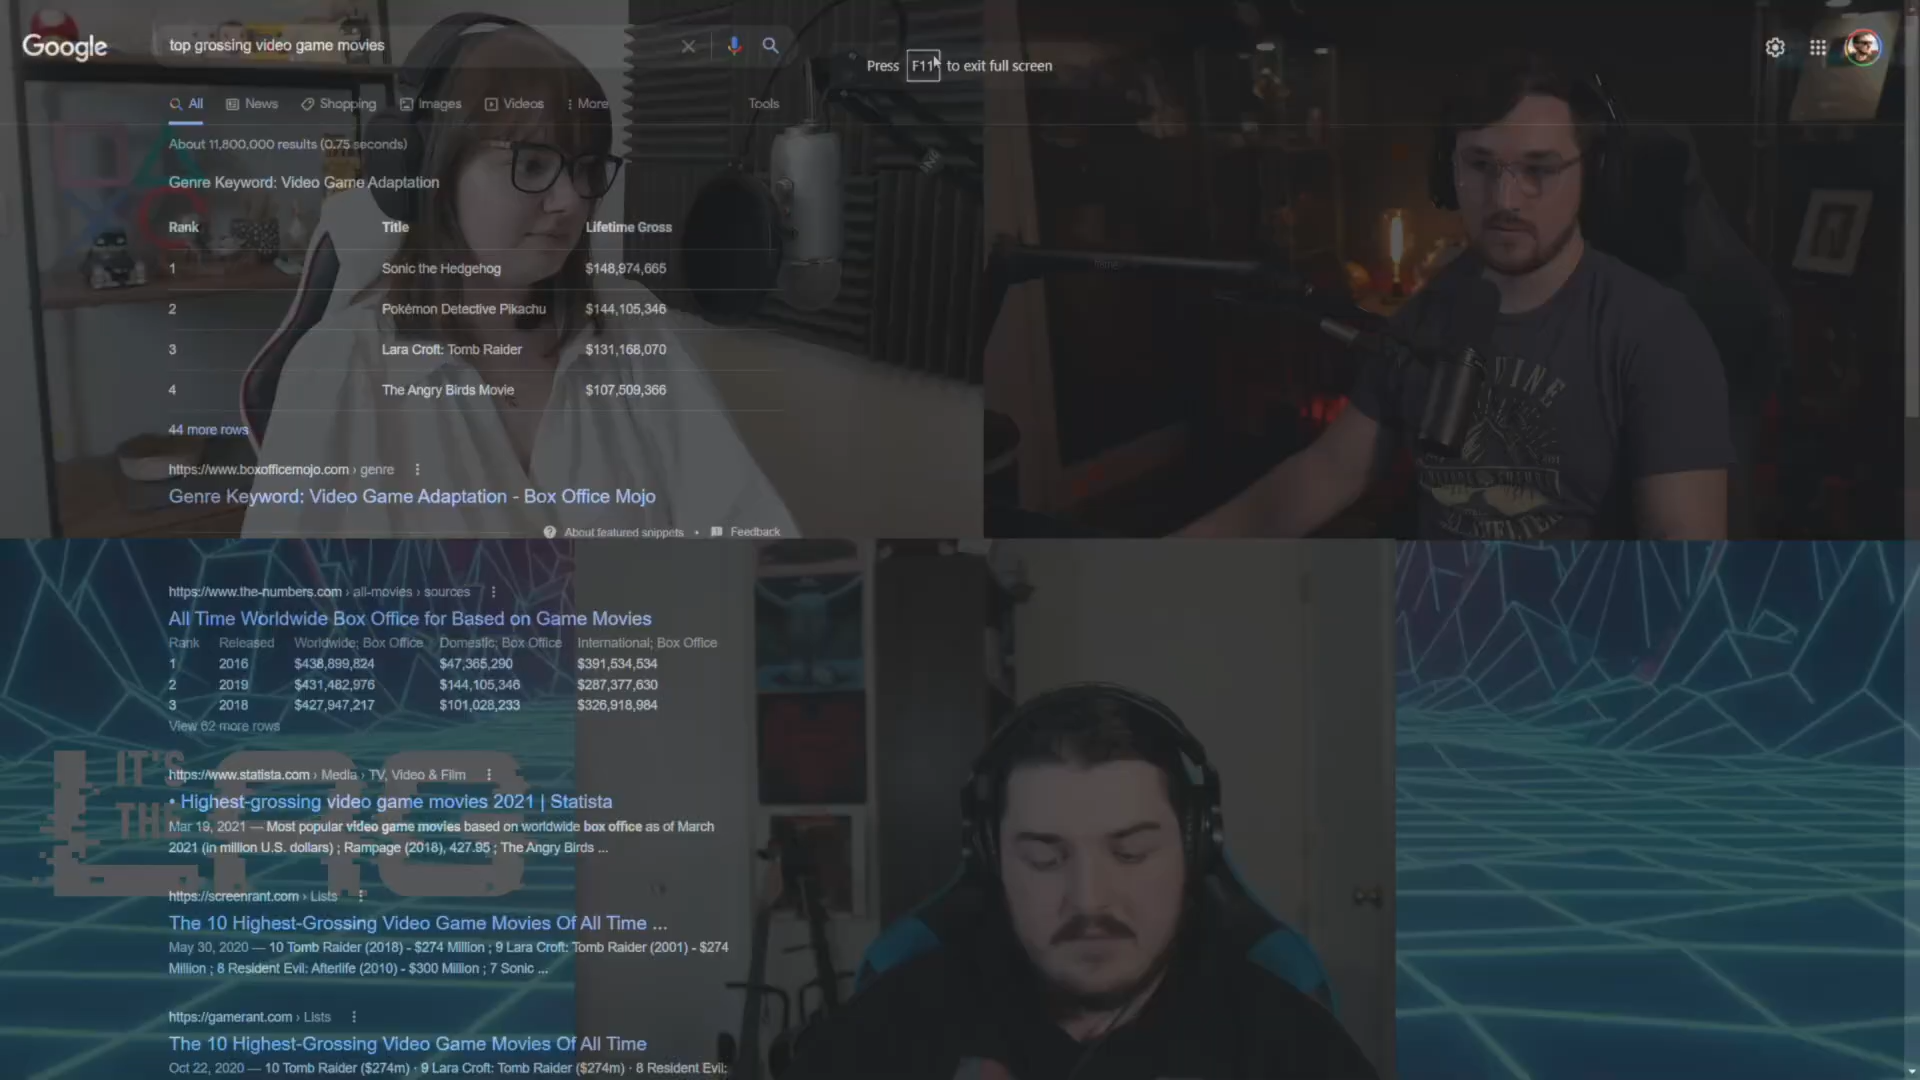 Google
top grossing video game movies
Press F11 to exit full screen
All News Shopping Images Videos More Tools
About 11,800,000 results (0.75 seconds)
Genre Keyword: Video Game Adaptation
Rank Title Lifetime Gross
1 Sonic the Hedgehog $148,974,665
2 Pokémon Detective Pikachu $144,105,346
3 Lara Croft: Tomb Raider $131,168,070
4 The Angry Birds Movie $107,509,366
44 more rows
https://www.boxofficemojo.com › genre
Genre Keyword: Video Game Adaptation - Box Office Mojo
About featured snippets • Feedback
https://www.the-numbers.com › all-movies › sources
All Time Worldwide Box Office for Based on Game Movies
Rank Released Worldwide; Box Office Domestic; Box Office International; Box Office
1 2016 $438,899,824 $47,365,290 $391,534,534
2 2019 $431,482,976 $144,105,346 $287,377,630
3 2018 $427,947,217 $101,028,233 $326,918,984
View 62 more rows
IT'S
THE
https://www.statista.com › Media › TV, Video & Film
• Highest-grossing video game movies 2021 | Statista
Mar 19, 2021 — Most popular video game movies based on worldwide box office as of March
2021 (in million U.S. dollars) ; Rampage (2018), 427.95 ; The Angry Birds ...
https://screenrant.com › Lists
The 10 Highest-Grossing Video Game Movies Of All Time ...
May 30, 2020 — 10 Tomb Raider (2018) - $274 Million ; 9 Lara Croft: Tomb Raider (2001) - $274
Million ; 8 Resident Evil: Afterlife (2010) - $300 Million ; 7 Sonic ...
https://gamerant.com › Lists
The 10 Highest-Grossing Video Game Movies Of All Time
Oct 22, 2020 — 10 Tomb Raider ($274m) · 9 Lara Croft: Tomb Raider ($274m) · 8 Resident Evil: